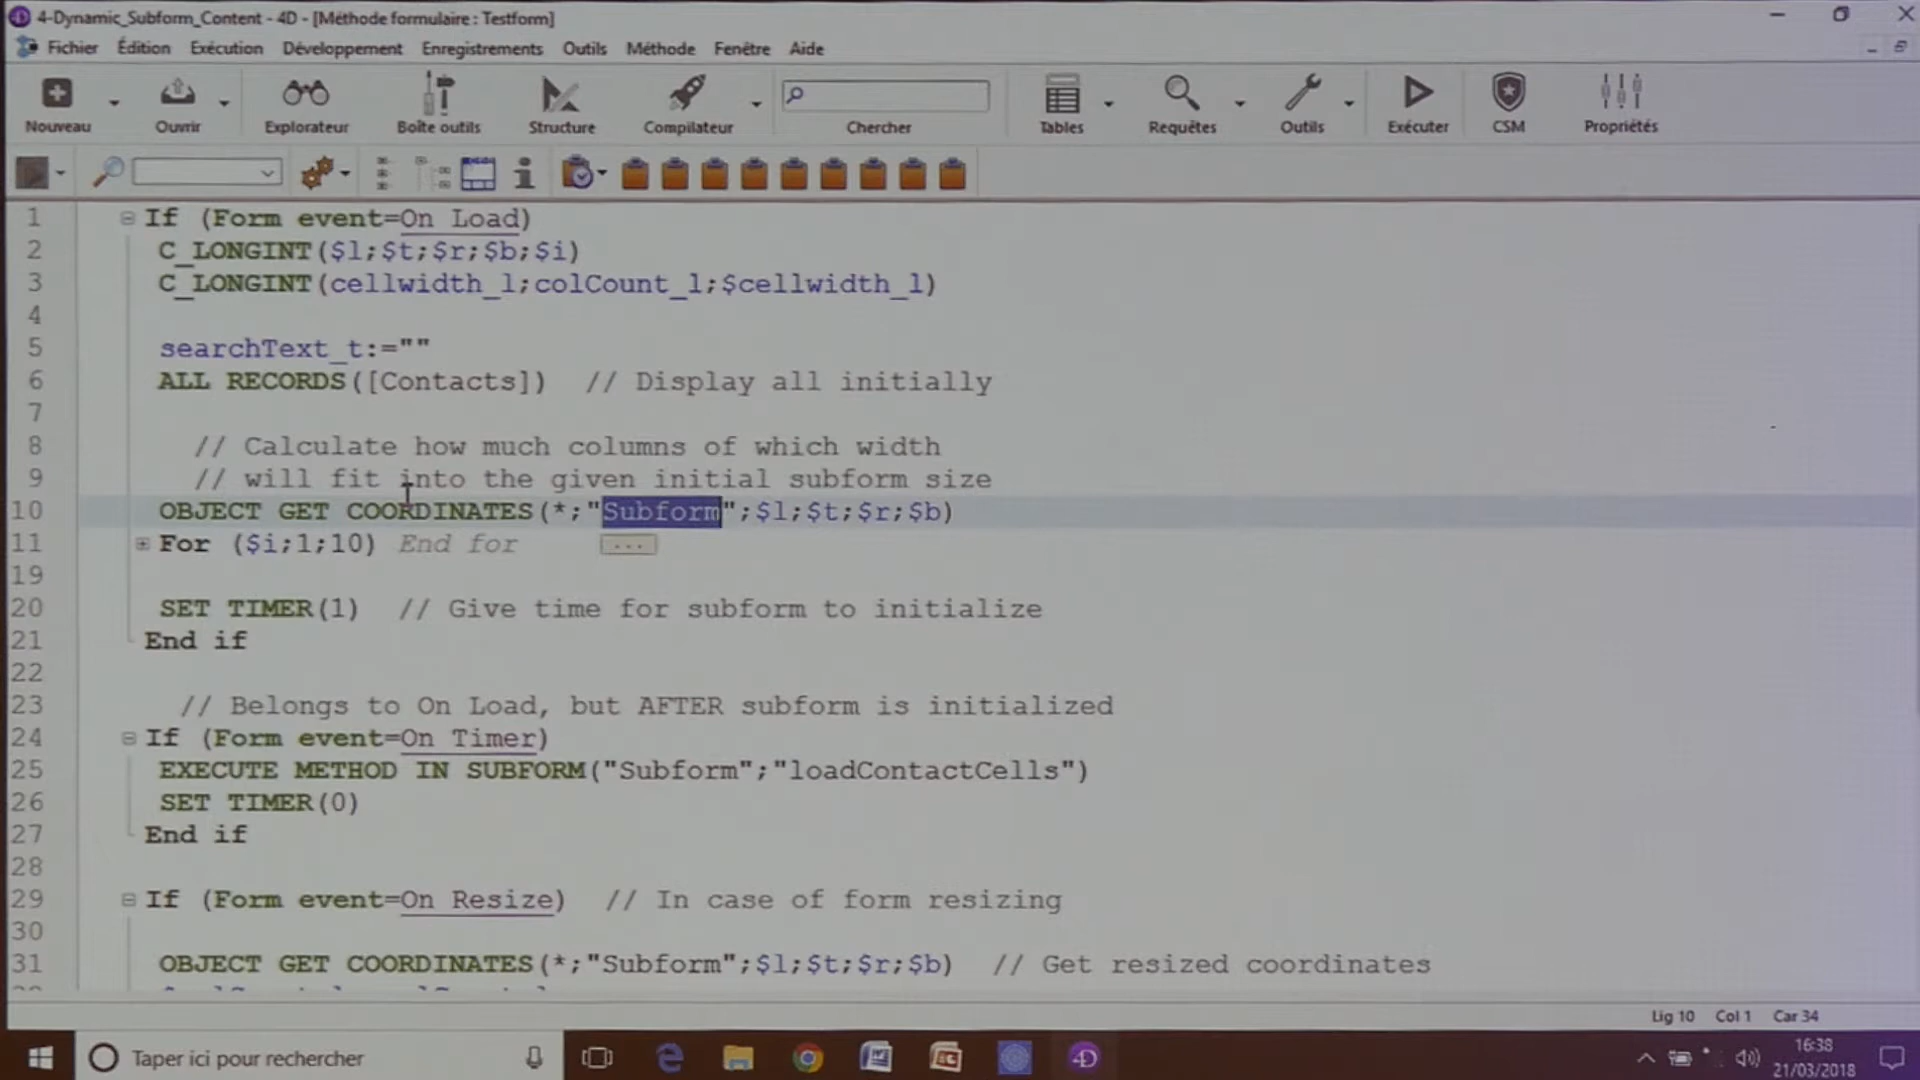 4-Dynamic_Subform_Content - 4D - [Méthode formulaire : Testform]
Fichier Édition Exécution Développement Enregistrements Outils Méthode Fenêtre Aide
Nouveau Ouvrir Explorateur Boîte outils Structure Compilateur Chercher Tables Requêtes Outils Exécuter CSM Propriétés
1 If (Form event=On Load)
2 C_LONGINT($l;$t;$r;$b;$i)
3 C_LONGINT(cellwidth_l;colCount_l;$cellwidth_l)
4
5 searchText_t:=""
6 ALL RECORDS([Contacts]) // Display all initially
7
8 // Calculate how much columns of which width
9 // will fit into the given initial subform size
10 OBJECT GET COORDINATES(*;"Subform";$l;$t;$r;$b)
11 For ($i;1;10) End for ...
19
20 SET TIMER(1) // Give time for subform to initialize
21 End if
22
23 // Belongs to On Load, but AFTER subform is initialized
24 If (Form event=On Timer)
25 EXECUTE METHOD IN SUBFORM("Subform";"loadContactCells")
26 SET TIMER(0)
27 End if
28
29 If (Form event=On Resize) // In case of form resizing
30
31 OBJECT GET COORDINATES(*;"Subform";$l;$t;$r;$b) // Get resized coordinates
Lig 10 Col 1 Car 34
Taper ici pour rechercher
4D
16:38
21/03/2018